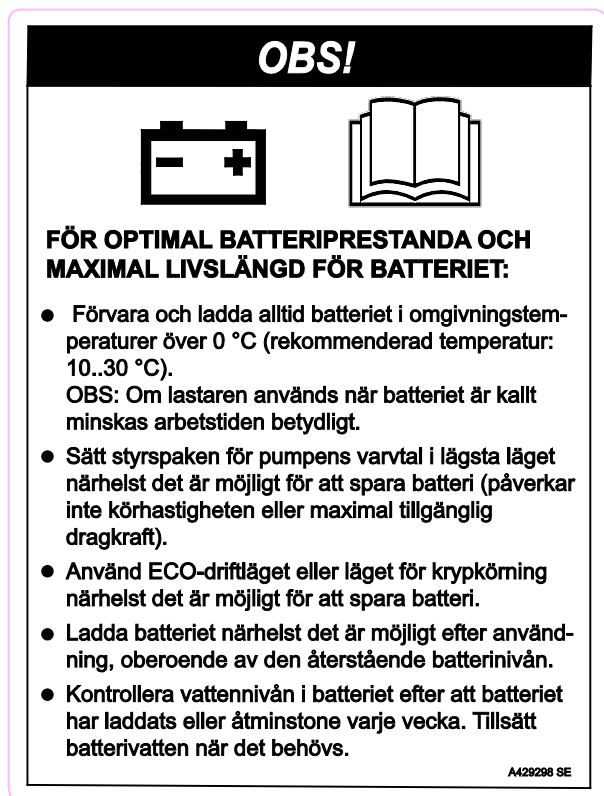 OBS!
FÖR OPTIMAL BATTERIPRESTANDA OCH
MAXIMAL LIVSLÄNGD FÖR BATTERIET:
● Förvara och ladda alltid batteriet i omgivningstem-
peraturer över 0 °C (rekommenderad temperatur:
10..30 °C).
OBS: Om lastaren används när batteriet är kallt
minskas arbetstiden betydligt.
● Sätt styrspaken för pumpens varvtal i lägsta läget
närhelst det är möjligt för att spara batteri (påverkar
inte körhastigheten eller maximal tillgänglig
dragkraft).
● Använd ECO-driftläget eller läget för krypkörning
närhelst det är möjligt för att spara batteri.
● Ladda batteriet närhelst det är möjligt efter använd-
ning, oberoende av den återstående batterinivån.
● Kontrollera vattennivån i batteriet efter att batteriet
har laddats eller åtminstone varje vecka. Tillsätt
batterivatten när det behövs.
A429298 SE